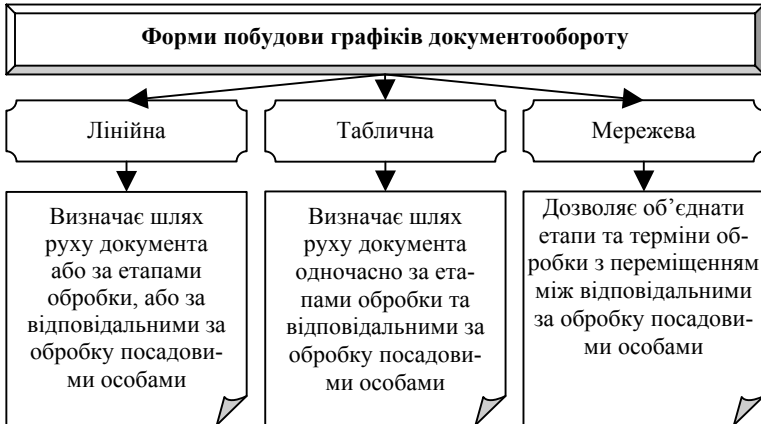 Форми побудови графіків документообороту
Лінійна
Таблична
Мережева
Визначає шлях
руху документа
або за етапами
обробки, або за
відповідальними за
обробку посадови-
ми особами
Визначає шлях
руху документа
одночасно за ета-
пами обробки та
відповідальними за
обробку посадови-
ми особами
Дозволяє об’єднати
етапи та терміни об-
робки з переміщенням
між відповідальними
за обробку посадови-
ми особами